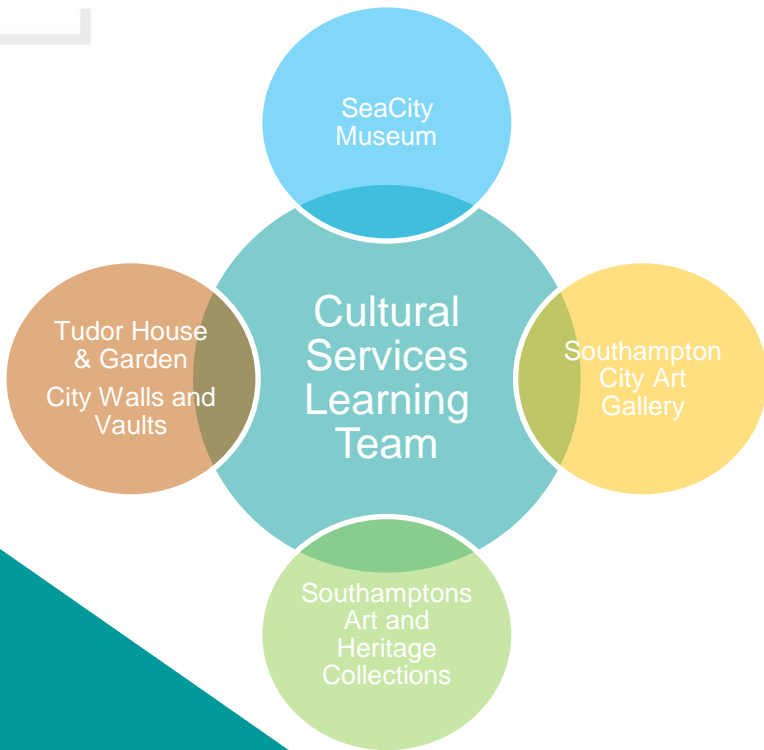 SeaCity
Museum
Tudor House
& Garden
City Walls and
Vaults
Cultural
Services
Learning
Team
Southampton
City Art
Gallery
Southamptons
Art and
Heritage
Collections